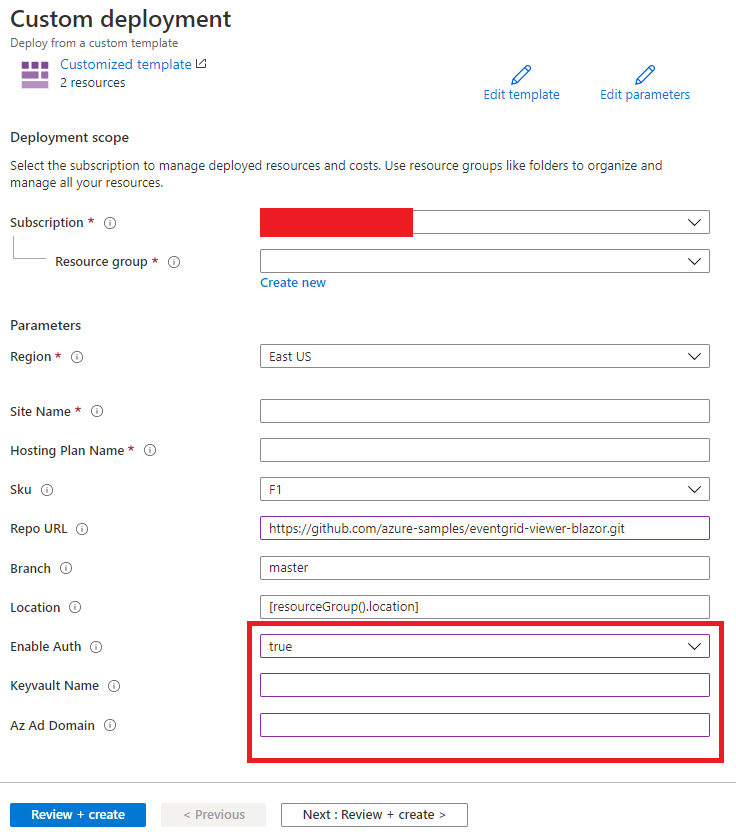 Custom deployment
Deploy from a custom template
Customized template
2 resources
Edit template
Edit parameters
Deployment scope
Select the subscription to manage deployed resources and costs. Use resource groups like folders to organize and
manage all your resources.
Subscription *
Resource group *
Create new
Parameters
Region *
East US
Site Name *
Hosting Plan Name *
Sku
F1
Repo URL
https://github.com/azure-samples/eventgrid-viewer-blazor.git
Branch
master
Location
[resourceGroup().location]
Enable Auth
true
Keyvault Name
Az Ad Domain
Review + create
< Previous
Next : Review + create >